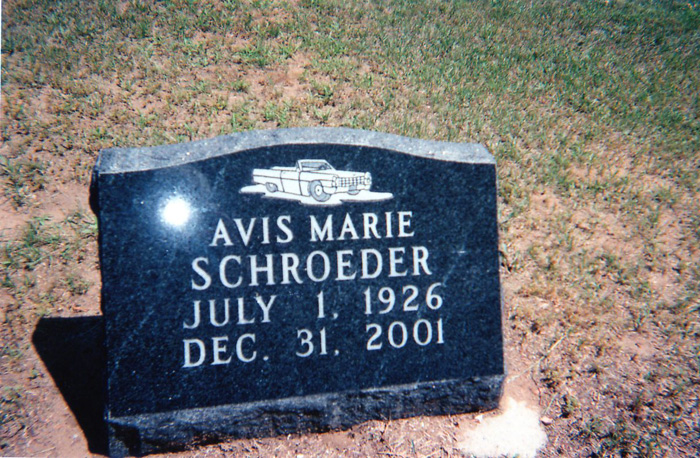 AVIS MARIE
SCHROEDER
JULY 1, 1926
DEC. 31, 2001